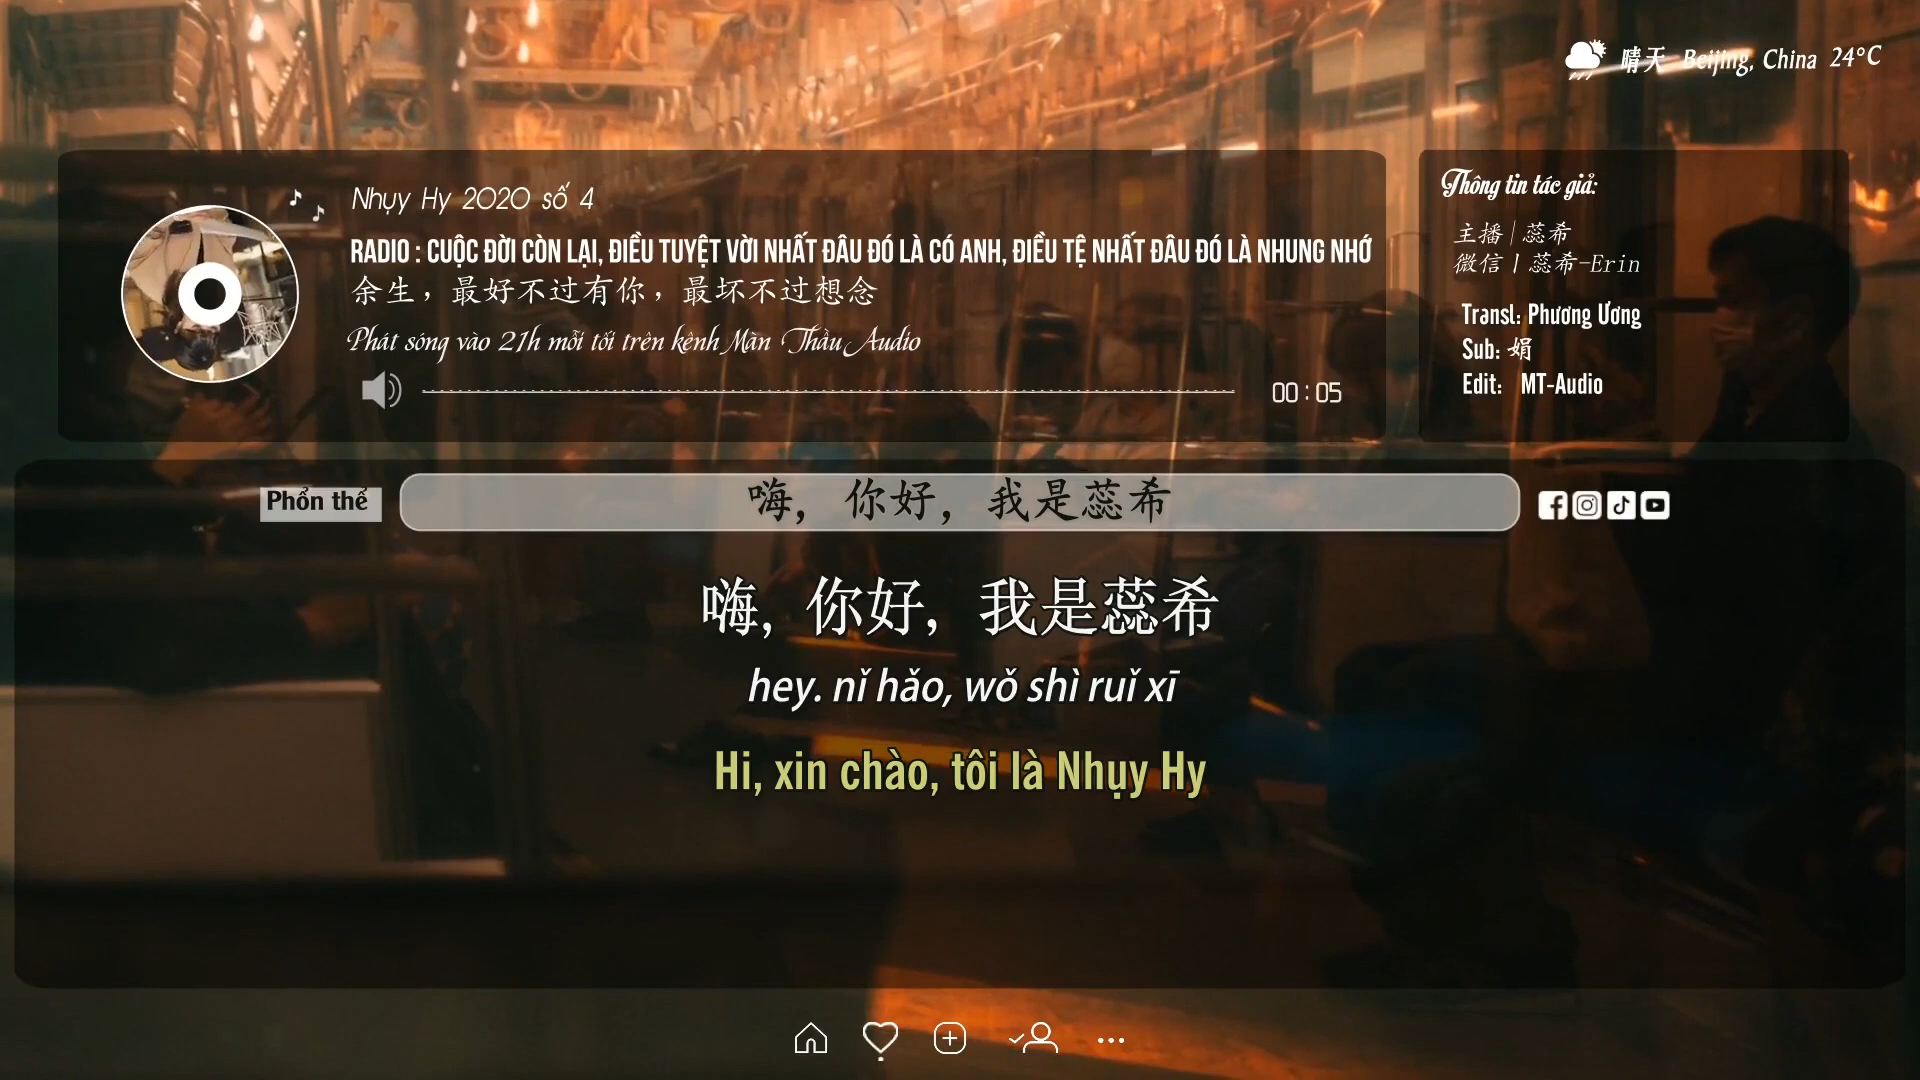 晴天 Beijing, China 24°C
Nhụy Hy 2020 số 4
RADIO : CUỘC ĐỜI CÒN LẠI, ĐIỀU TUYỆT VỜI NHẤT ĐÂU ĐÓ LÀ CÓ ANH, ĐIỀU TỆ NHẤT ĐÂU ĐÓ LÀ NHUNG NHỚ
余生，最好不过有你，最坏不过想念
Phát sóng vào 21h mỗi tối trên kênh Mãn Thầu Audio
00:05
Thông tin tác giả:
主播|蕊希
微信丨蕊希-Erin
Transl: Phương Ương
Sub: 娟
Edit: MT-Audio
Phồn thể
嗨，你好，我是蕊希
嗨，你好，我是蕊希
hey. nǐ hǎo, wǒ shì ruǐ xī
Hi, xin chào, tôi là Nhụy Hy